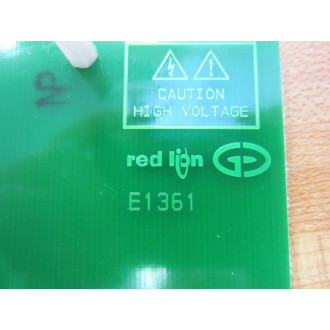 NP
CAUTION
HIGH VOLTAGE
red lion
E1361